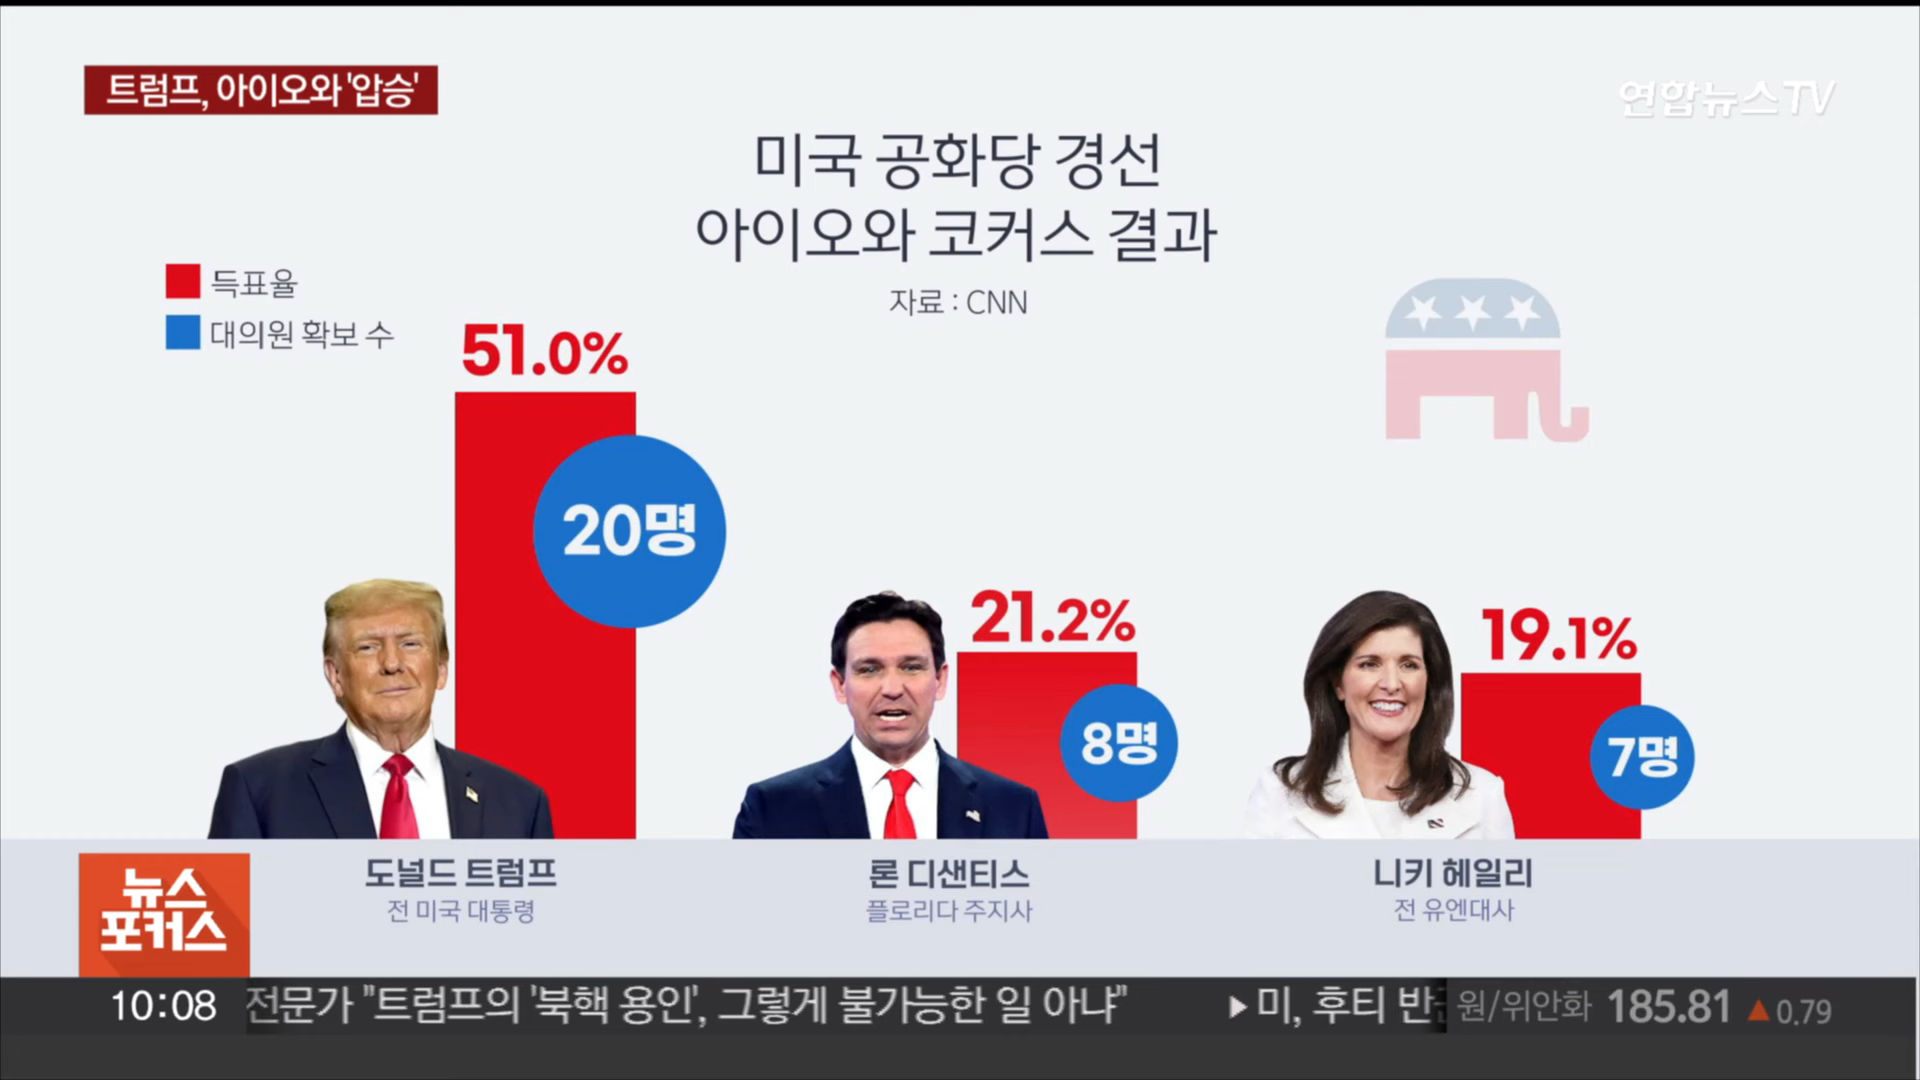 트럼프, 아이오와 '압승'
연합뉴스TV
미국 공화당 경선
아이오와 코커스 결과
자료 : CNN
득표율
대의원 확보 수
51.0%
20명
21.2%
8명
19.1%
7명
도널드 트럼프
전 미국 대통령
론 디샌티스
플로리다 주지사
니키 헤일리
전 유엔대사
뉴스
포커스
10:08 전문가 "트럼프의 '북핵 용인', 그렇게 불가능한 일 아냐" ▶미, 후티 반 원/위안화 185.81 ▲0.79